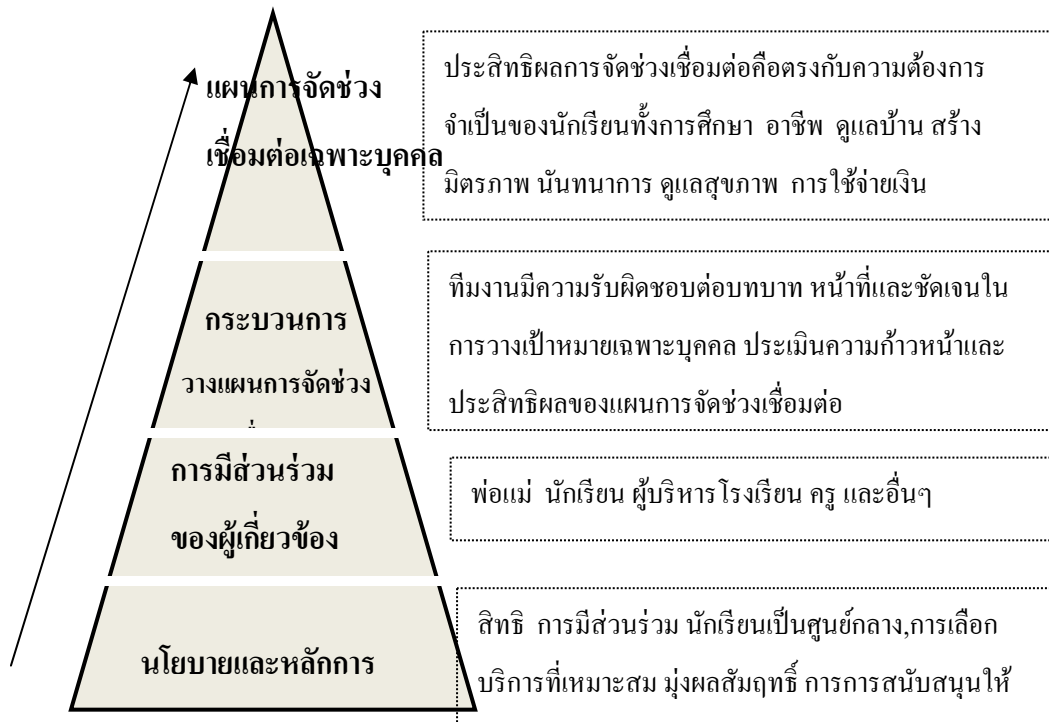 แผนการจัดช่วง
เชื่อมต่อเฉพาะบุคคล
ประสิทธิผลการจัดช่วงเชื่อมต่อคือตรงกับความต้องการ
จำเป็นของนักเรียนทั้งการศึกษา อาชีพ ดูแลบ้าน สร้าง
มิตรภาพ นันทนาการ ดูแลสุขภาพ การใช้จ่ายเงิน
กระบวนการ
วางแผนการจัดช่วง
ทีมงานมีความรับผิดชอบต่อบทบาท หน้าที่และชัดเจนใน
การวางเป้าหมายเฉพาะบุคคล ประเมินความก้าวหน้าและ
ประสิทธิผลของแผนการจัดช่วงเชื่อมต่อ
การมีส่วนร่วม
ของผู้เกี่ยวข้อง
พ่อแม่ นักเรียน ผู้บริหารโรงเรียน ครู และอื่นๆ
นโยบายและหลักการ
สิทธิ การมีส่วนร่วม นักเรียนเป็นศูนย์กลาง,การเลือก
บริการที่เหมาะสม มุ่งผลสัมฤทธิ์ การการสนับสนุนให้